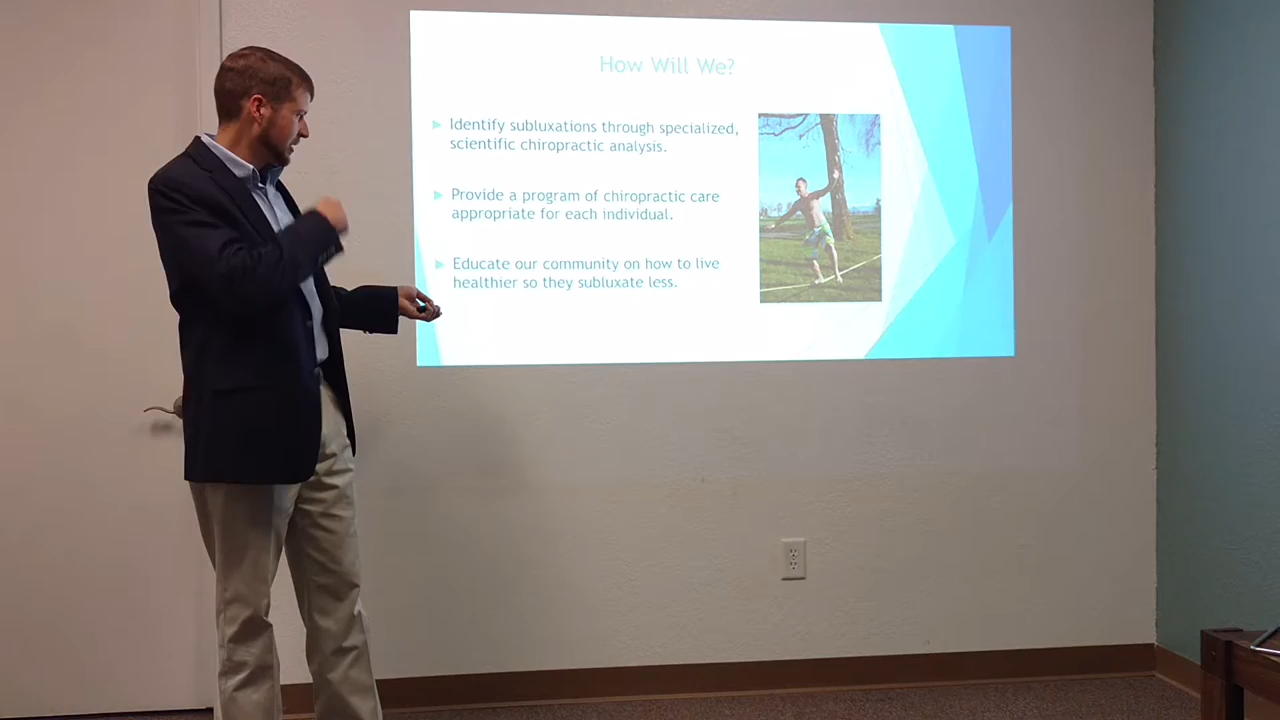 How Will We?
Identify subluxations through specialized,
scientific chiropractic analysis.
Provide a program of chiropractic care
appropriate for each individual.
Educate our community on how to live
healthier so they subluxate less.